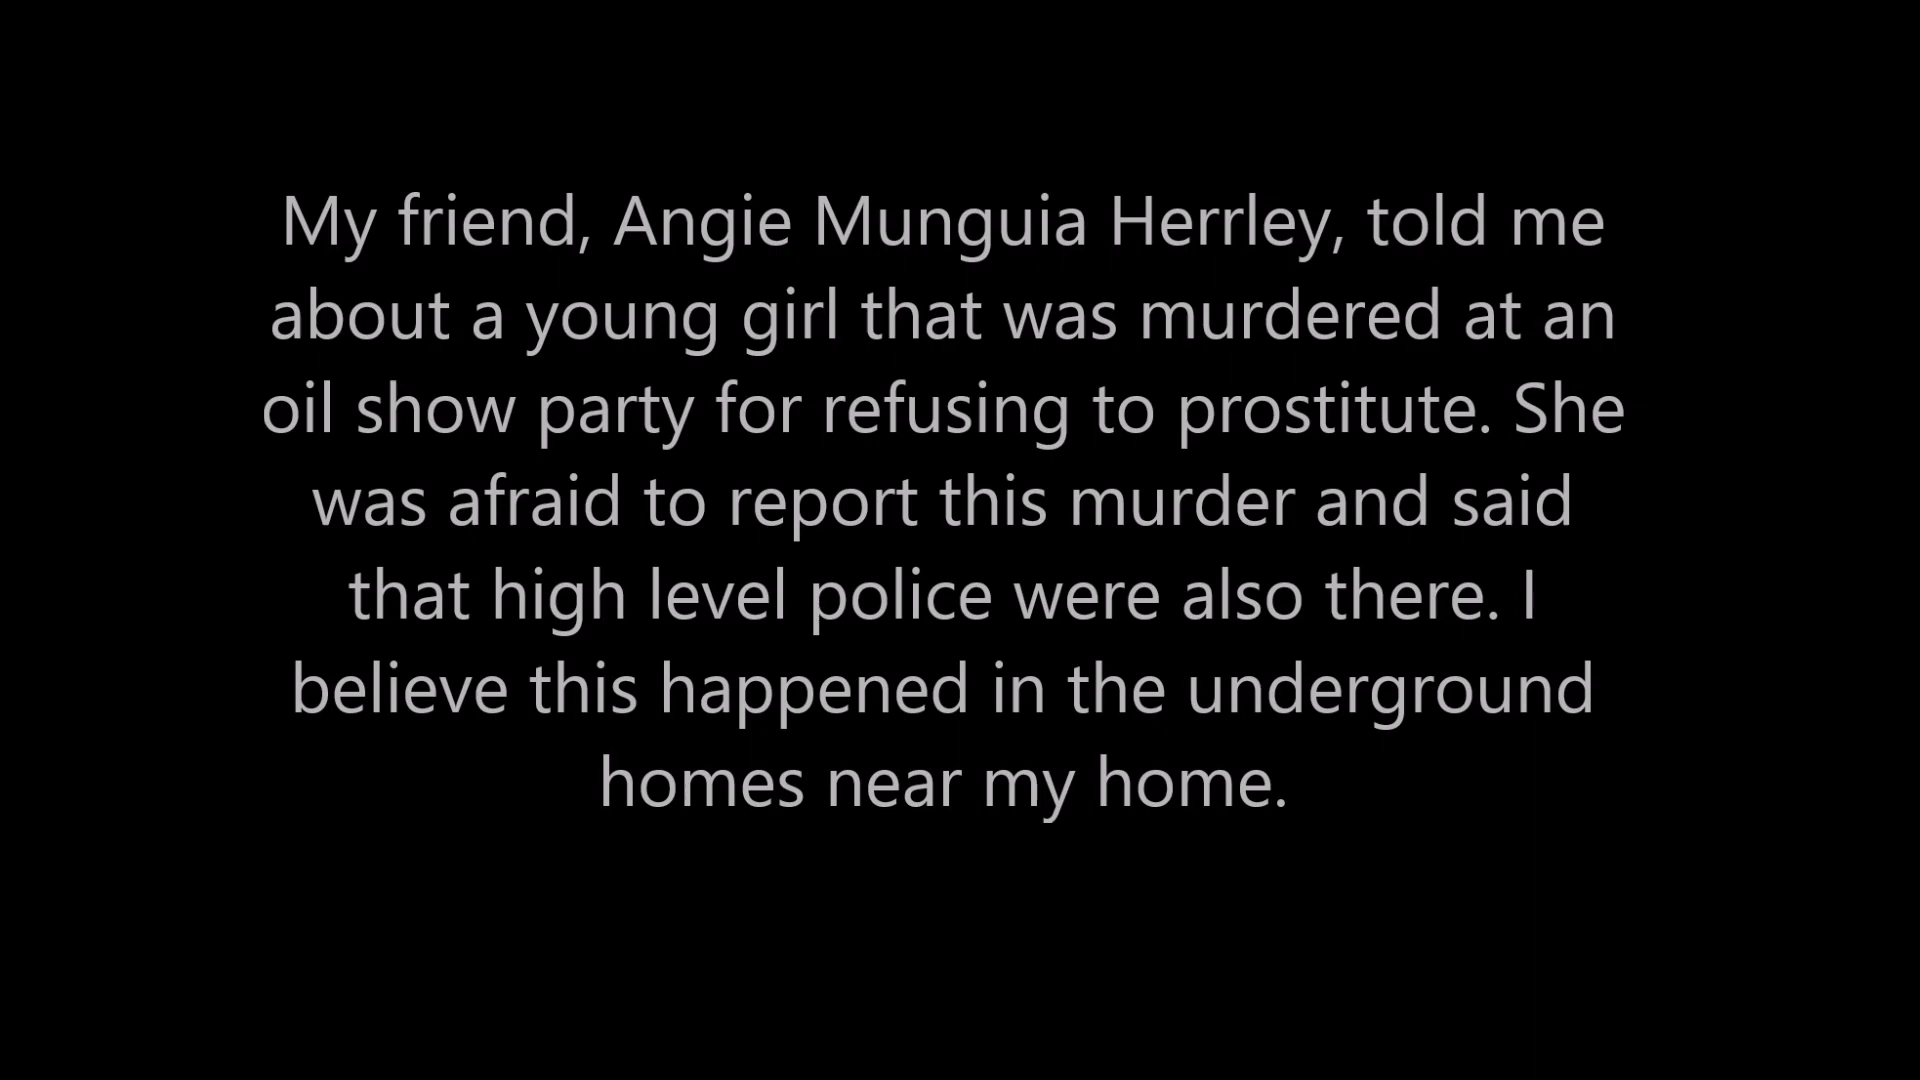 My friend, Angie Munguia Herrley, told me
about a young girl that was murdered at an
oil show party for refusing to prostitute. She
was afraid to report this murder and said
that high level police were also there. I
believe this happened in the underground
homes near my home.